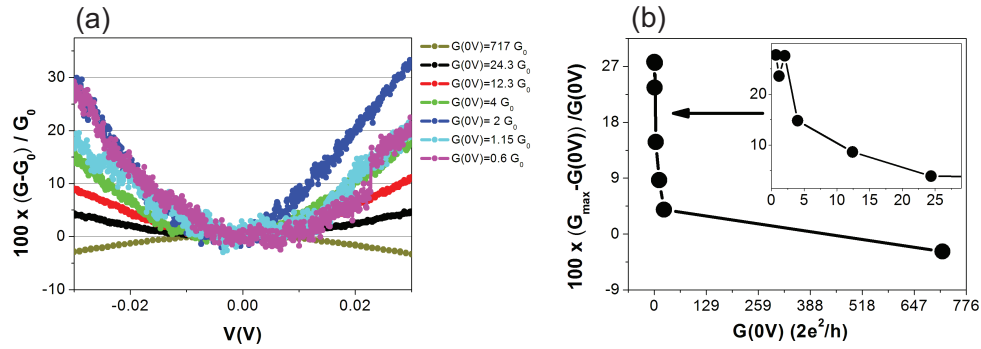 (a)
100 x (G-G₀) / G₀
30
20
10
0
-10
-0.02
0.00
0.02
V(V)
G(0V)=717 G₀
G(0V)=24.3 G₀
G(0V)=12.3 G₀
G(0V)=4 G₀
G(0V)= 2 G₀
G(0V)=1.15 G₀
G(0V)=0.6 G₀
(b)
100 x (Gmax-G(0V)) /G(0V)
27
18
9
0
-9
0
129
259
388
518
647
776
G(0V) (2e²/h)
20
10
0
5
10
15
20
25